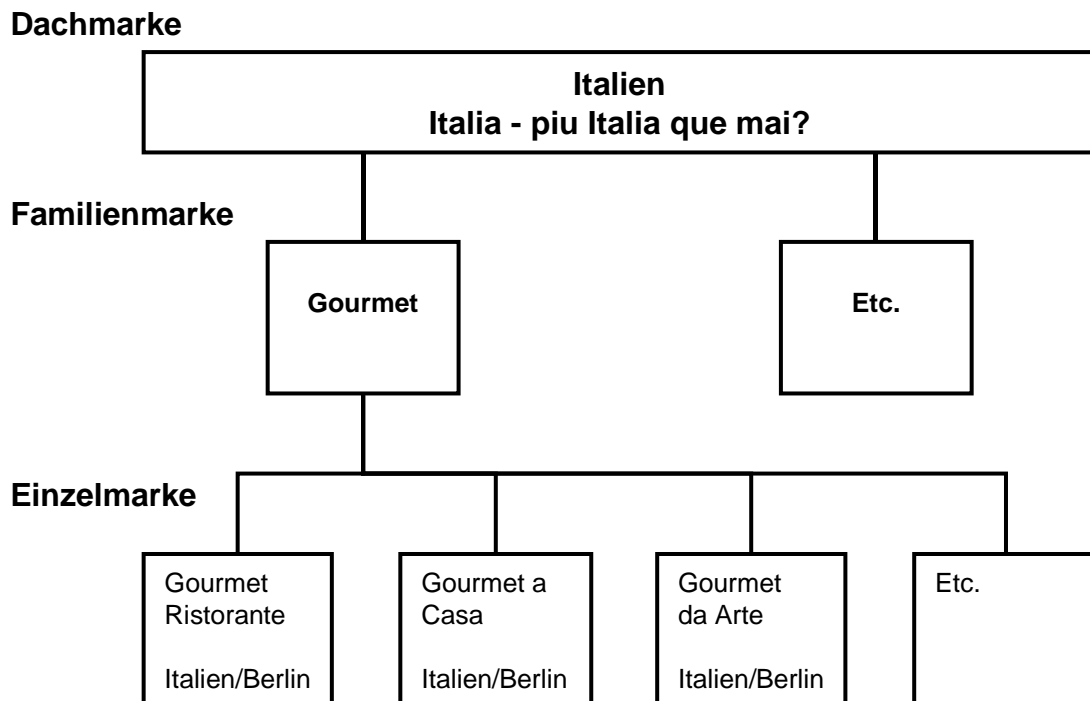 Dachmarke
Italien
Italia - piu Italia que mai?
Familienmarke
Gourmet
Etc.
Einzelmarke
Gourmet
Ristorante
Italien/Berlin
Gourmet a
Casa
Italien/Berlin
Gourmet
da Arte
Italien/Berlin
Etc.